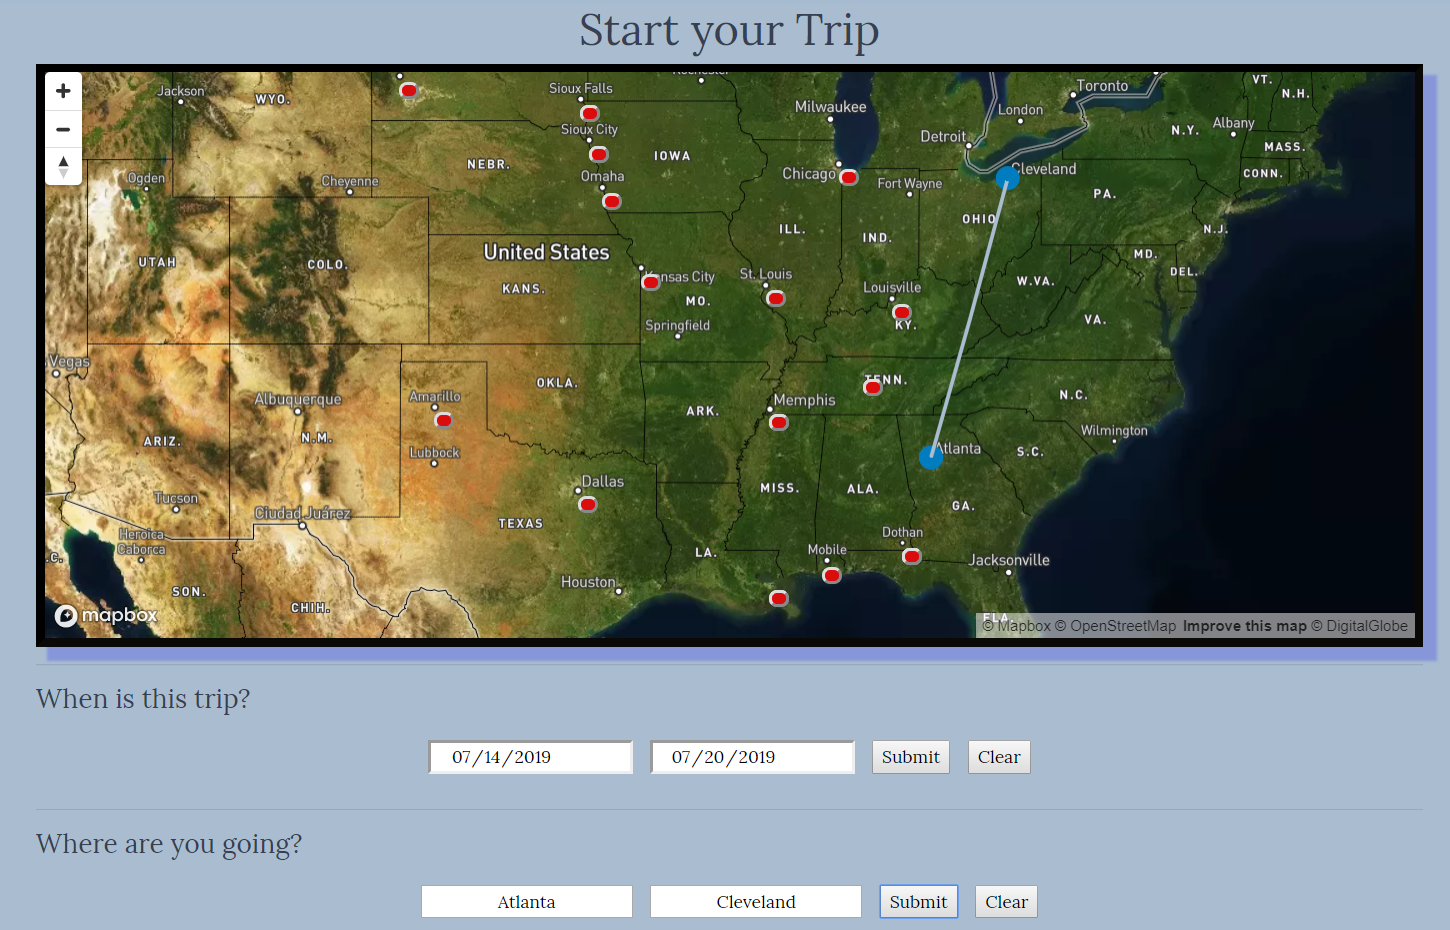 Start your Trip
Sioux Falls
Toronto
VT.
Jackson
WYO.
N.H.
Milwaukee
London
Sioux City
Detroit
N.Y.
Albany
NEBR.
IOWA
MASS.
Chicago
Cleveland
Ogden
Cheyenne
Omaha
Fort Wayne
CONN.
PA.
OHIO
ILL.
IND.
N.J.
United States
UTAH
COLO.
MD.
DEL.
KANS.
Kansas City
St. Louis
Louisville
W.VA.
MO.
Springfield
KY.
VA.
Vegas
OKLA.
TENN.
Albuquerque
Amarillo
ARK.
Memphis
N.C.
ARIZ.
N.M.
Lubbock
Atlanta
S.C.
Wilmington
Dallas
MISS.
ALA.
Tucson
Ciudad Juárez
TEXAS
GA.
Heroica
Caborca
LA.
Mobile
Dothan
Jacksonville
SON.
Houston
CHIH.
mapbox
FLA.
© Mapbox © OpenStreetMap Improve this map © DigitalGlobe
When is this trip?
07/14/2019 07/20/2019 Submit Clear
Where are you going?
Atlanta Cleveland Submit Clear